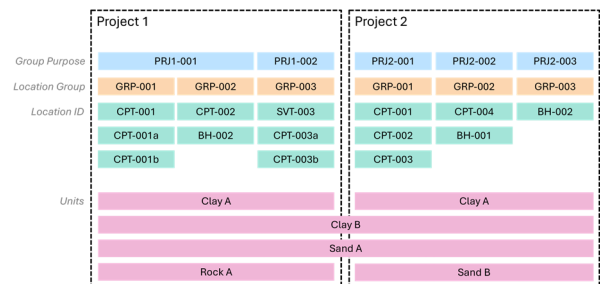 Project 1
Project 2
Group Purpose PRJ1-001 PRJ1-002 PRJ2-001 PRJ2-002 PRJ2-003
Location Group GRP-001 GRP-002 GRP-003 GRP-001 GRP-002 GRP-003
Location ID CPT-001 CPT-002 SVT-003 CPT-001 CPT-004 BH-002
CPT-001a BH-002 CPT-003a CPT-002 BH-001
CPT-001b CPT-003b CPT-003
Units Clay A Clay A
Clay B
Sand A
Rock A Sand B